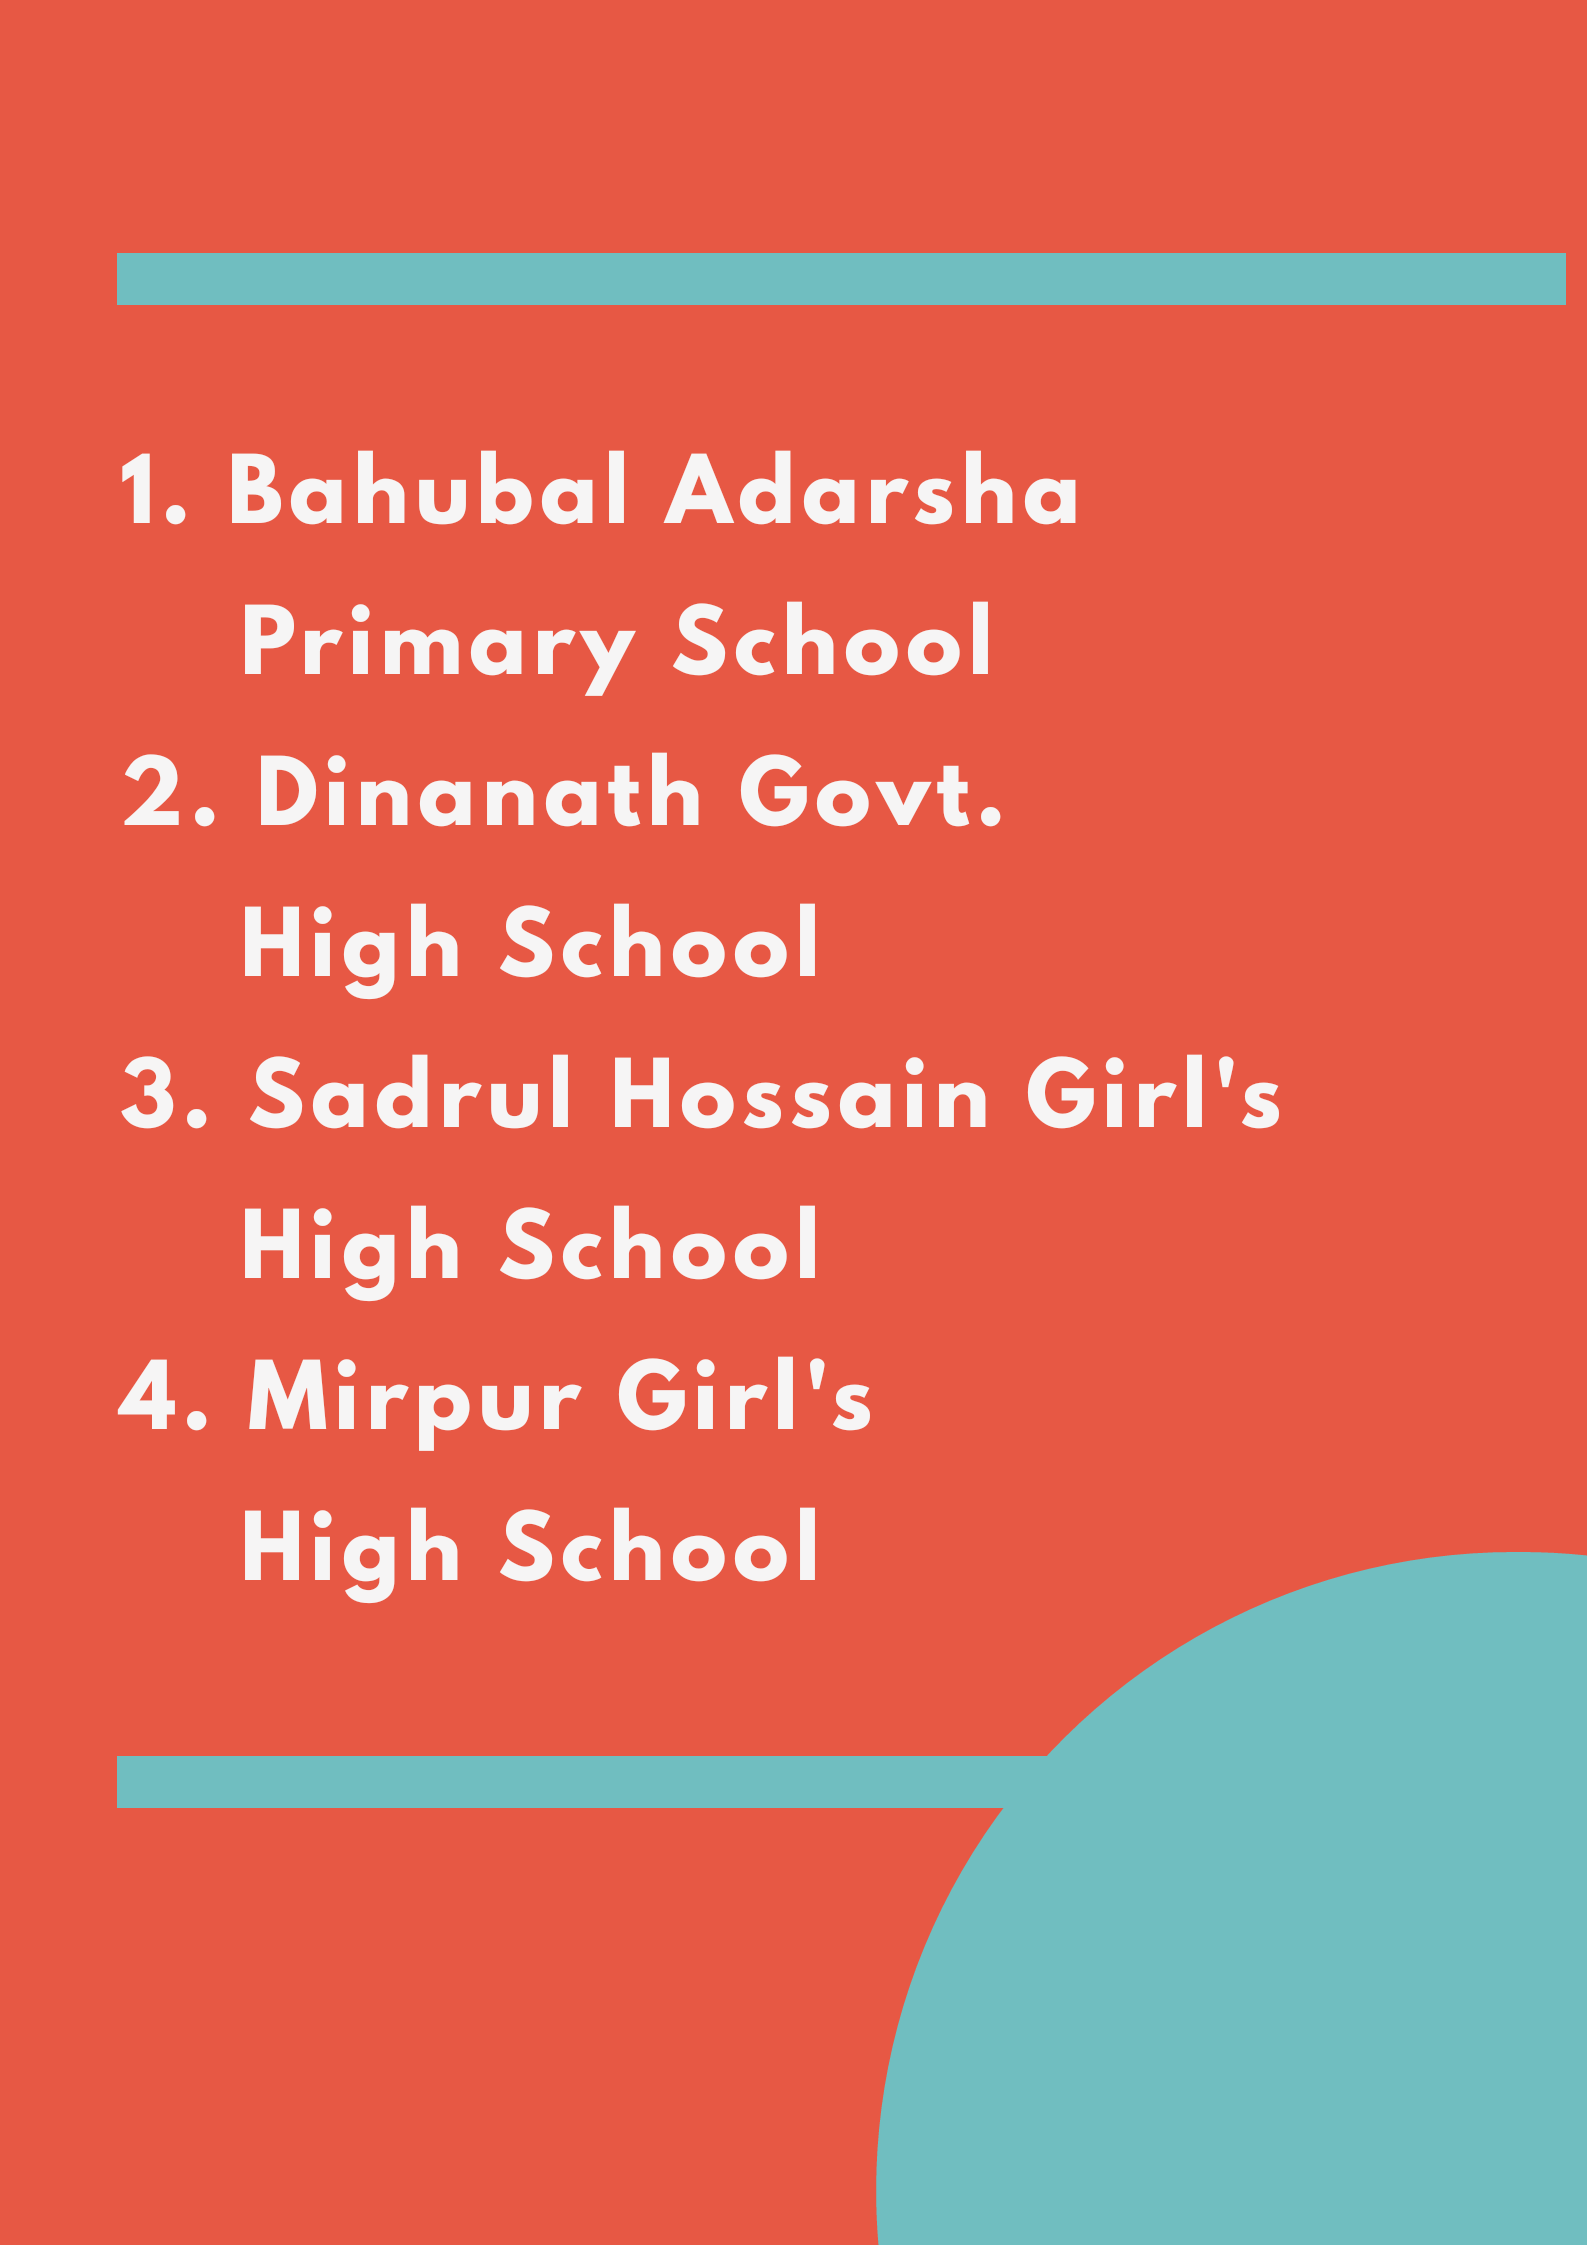 1. Bahubal Adarsha
Primary School
2. Dinanath Govt.
High School
3. Sadrul Hossain Girl's
High School
4. Mirpur Girl's
High School